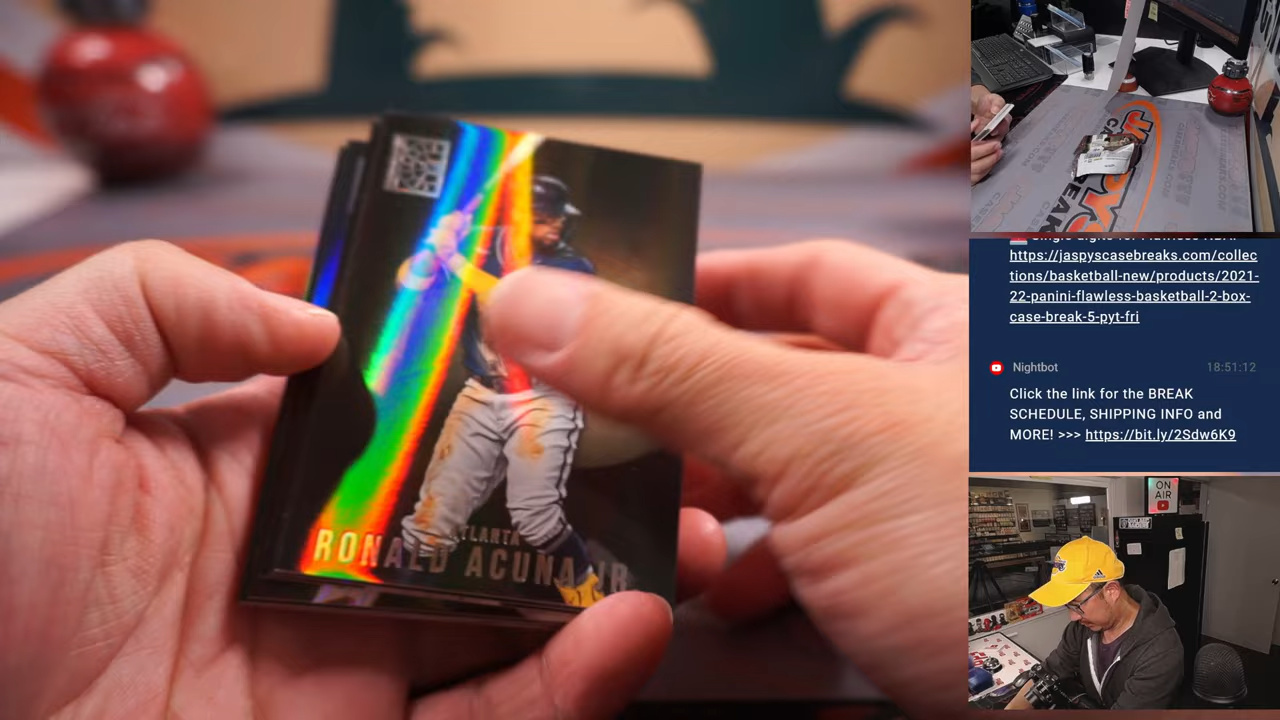 ATLANTA
RONALD ACUNA JR
https://jaspyscasebreaks.com/collec
tions/basketball-new/products/2021-
22-panini-flawless-basketball-2-box-
case-break-5-pyt-fri
Nightbot
18:51:12
Click the link for the BREAK
SCHEDULE, SHIPPING INFO and
MORE! >>> https://bit.ly/2Sdw6K9
ON
AIR